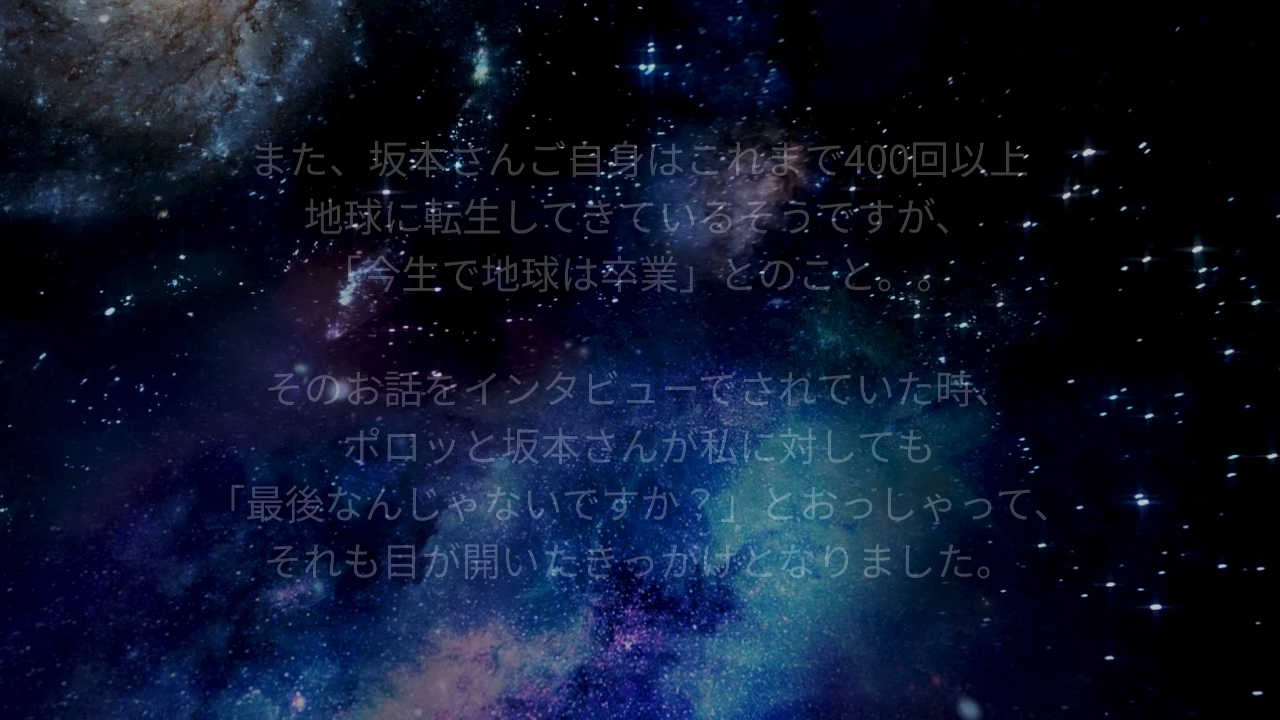 また、坂本さんご自身はこれまで400回以上
地球に転生してきているそうですが、
「今生で地球は卒業」とのこと。。
そのお話をインタビューでされていた時、
ポロッと坂本さんが私に対しても
「最後なんじゃないですか？」とおっしゃって、
それも目が開いたきっかけとなりました。